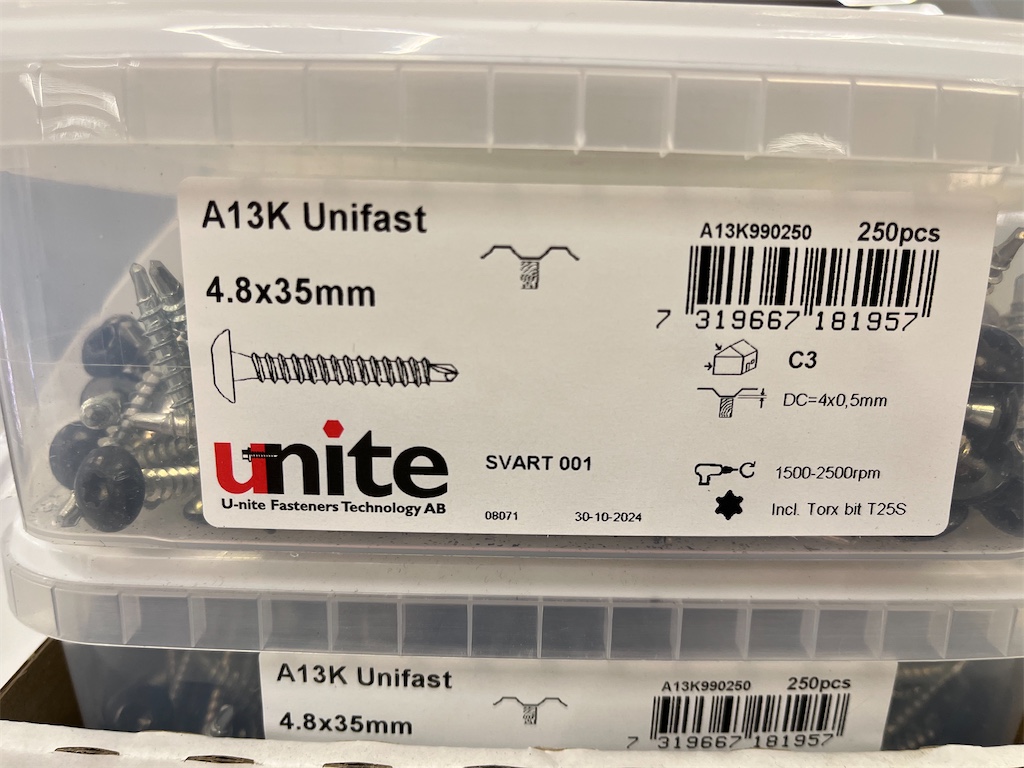 A13K Unifast
4.8x35mm
A13K990250 250pcs
7 319667 181957
C3
DC=4x0,5mm
unite
U-nite Fasteners Technology AB
SVART 001
08071 30-10-2024
1500-2500rpm
Incl. Torx bit T25S
A13K Unifast
4.8x35mm
A13K990250 250pcs
7 319667 181957